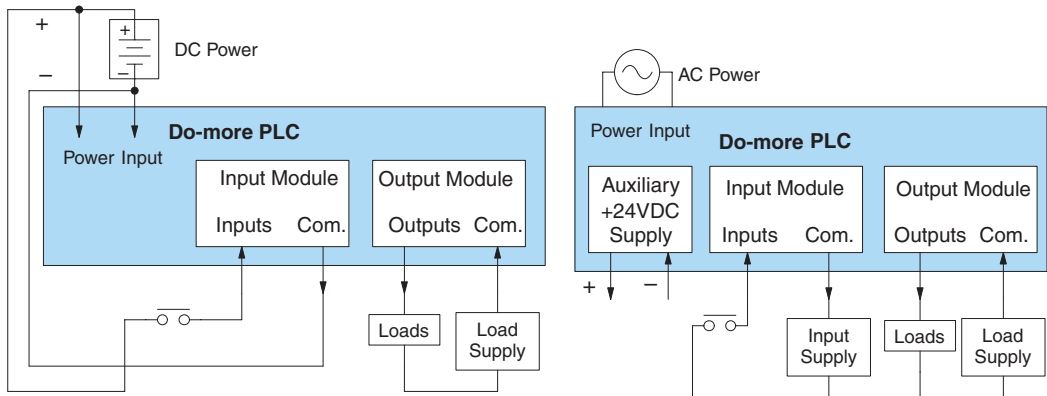 +
+
−
−
DC Power
Do-more PLC
Power Input
Input Module
Inputs Com.
Output Module
Outputs Com.
Loads
Load
Supply
AC Power
Power Input
Do-more PLC
Auxiliary
+24VDC
Supply
Input Module
Inputs Com.
Output Module
Outputs Com.
+
−
Input
Supply
Loads
Load
Supply